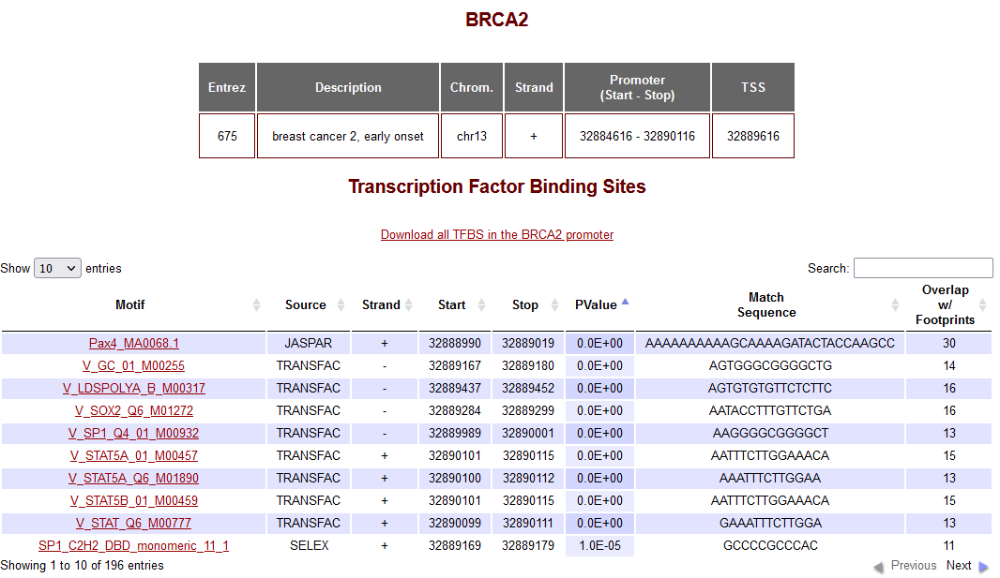 BRCA2
Entrez Description Chrom. Strand Promoter (Start - Stop) TSS
675 breast cancer 2, early onset chr13 + 32884616 - 32890116 32889616
Transcription Factor Binding Sites
Download all TFBS in the BRCA2 promoter
Show 10 entries Search:
Motif Source Strand Start Stop PValue Match Sequence Overlap w/ Footprints
Pax4_MA0068.1 JASPAR + 32888990 32889019 0.0E+00 AAAAAAAAAAGCAAAAGATACTACCAAGCC 30
V_GC_01_M00255 TRANSFAC - 32889167 32889180 0.0E+00 AGTGGGCGGGGCTG 14
V_LDSPOLYA_B_M00317 TRANSFAC - 32889437 32889452 0.0E+00 AGTGTGTGTTCTCTTC 16
V_SOX2_Q6_M01272 TRANSFAC - 32889284 32889299 0.0E+00 AATACCTTTGTTCTGA 16
V_SP1_Q4_01_M00932 TRANSFAC - 32889989 32890001 0.0E+00 AAGGGGCGGGGCT 13
V_STAT5A_01_M00457 TRANSFAC + 32890101 32890115 0.0E+00 AATTTCTTGGAAACA 15
V_STAT5A_Q6_M01890 TRANSFAC + 32890100 32890112 0.0E+00 AAATTTCTTGGAA 13
V_STAT5B_01_M00459 TRANSFAC + 32890101 32890115 0.0E+00 AATTTCTTGGAAACA 15
V_STAT_Q6_M00777 TRANSFAC + 32890099 32890111 0.0E+00 GAAATTTCTTGGA 13
SP1_C2H2_DBD_monomeric_11_1 SELEX + 32889169 32889179 1.0E-05 GCCCCGCCCAC 11
Showing 1 to 10 of 196 entries Previous Next